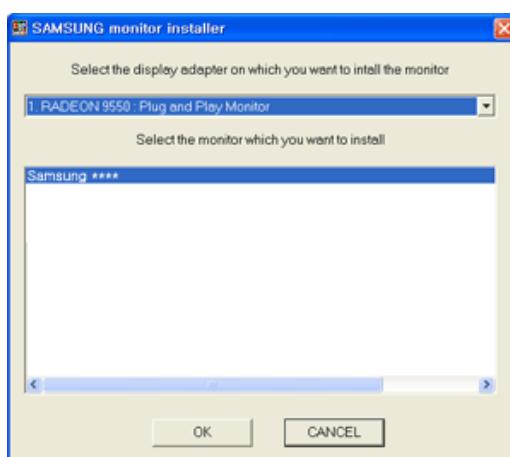 SAMSUNG monitor installer
Select the display adapter on which you want to intall the monitor
1. RADEON 9550 : Plug and Play Monitor
Select the monitor which you want to install
Samsung ****
OK
CANCEL